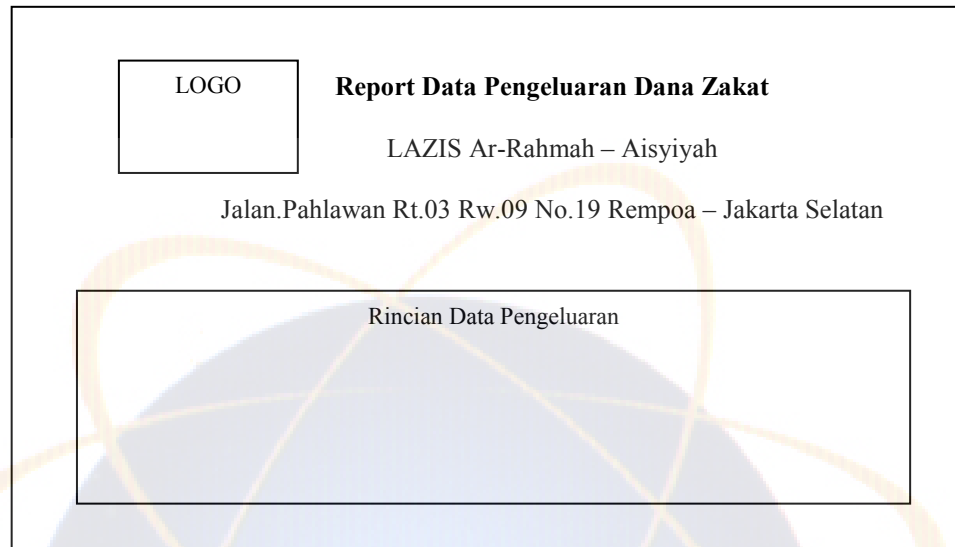 LOGO
Report Data Pengeluaran Dana Zakat
LAZIS Ar-Rahmah – Aisyiyah
Jalan.Pahlawan Rt.03 Rw.09 No.19 Rempoa – Jakarta Selatan
Rincian Data Pengeluaran